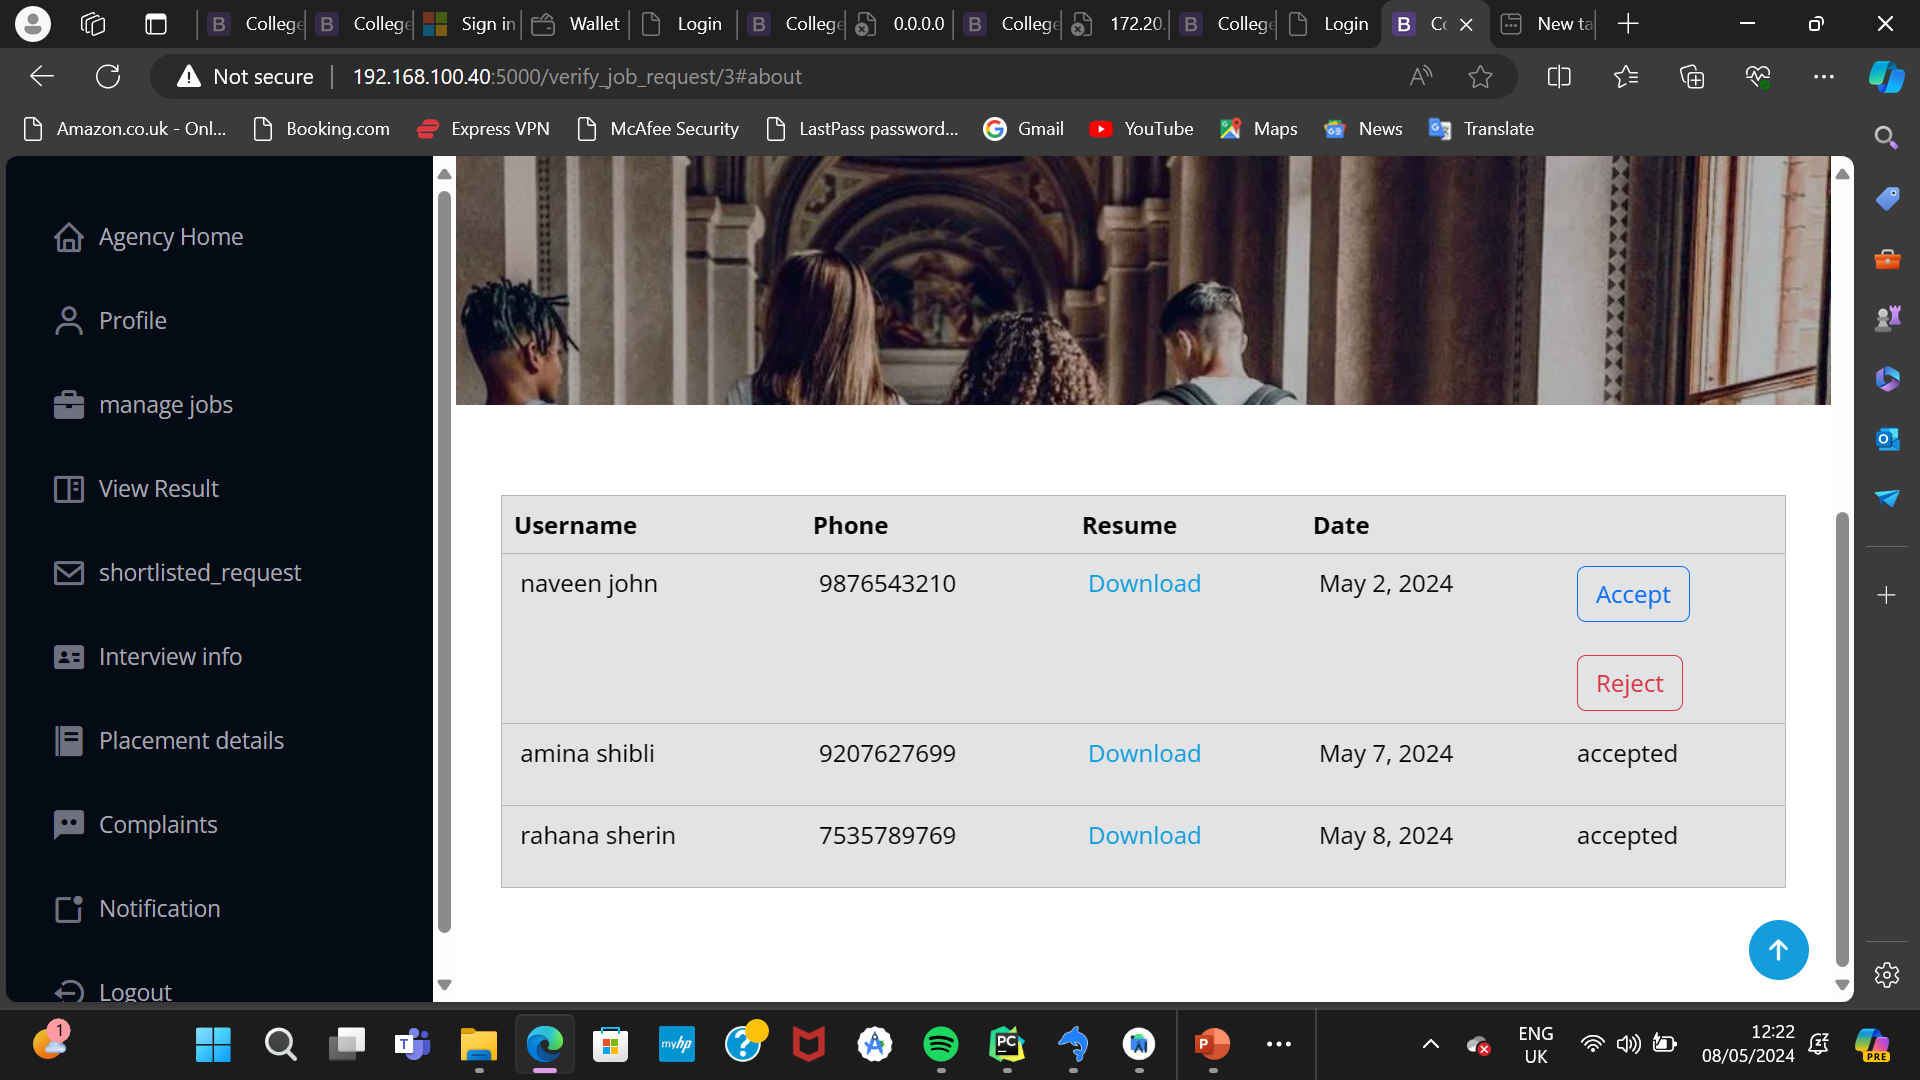 College
College
Sign in
Wallet
Login
College
0.0.0.0
College
172.20.
College
Login
Co
New ta
Not secure
192.168.100.40:5000/verify_job_request/3#about
Amazon.co.uk - Onl...
Booking.com
Express VPN
McAfee Security
LastPass password...
Gmail
YouTube
Maps
News
Translate
Agency Home
Profile
manage jobs
View Result
shortlisted_request
Interview info
Placement details
Complaints
Notification
Logout
Username Phone Resume Date
naveen john 9876543210 Download May 2, 2024 Accept
Reject
amina shibli 9207627699 Download May 7, 2024 accepted
rahana sherin 7535789769 Download May 8, 2024 accepted
1
myhp
PC
P
ENG
UK
12:22
08/05/2024
PRE